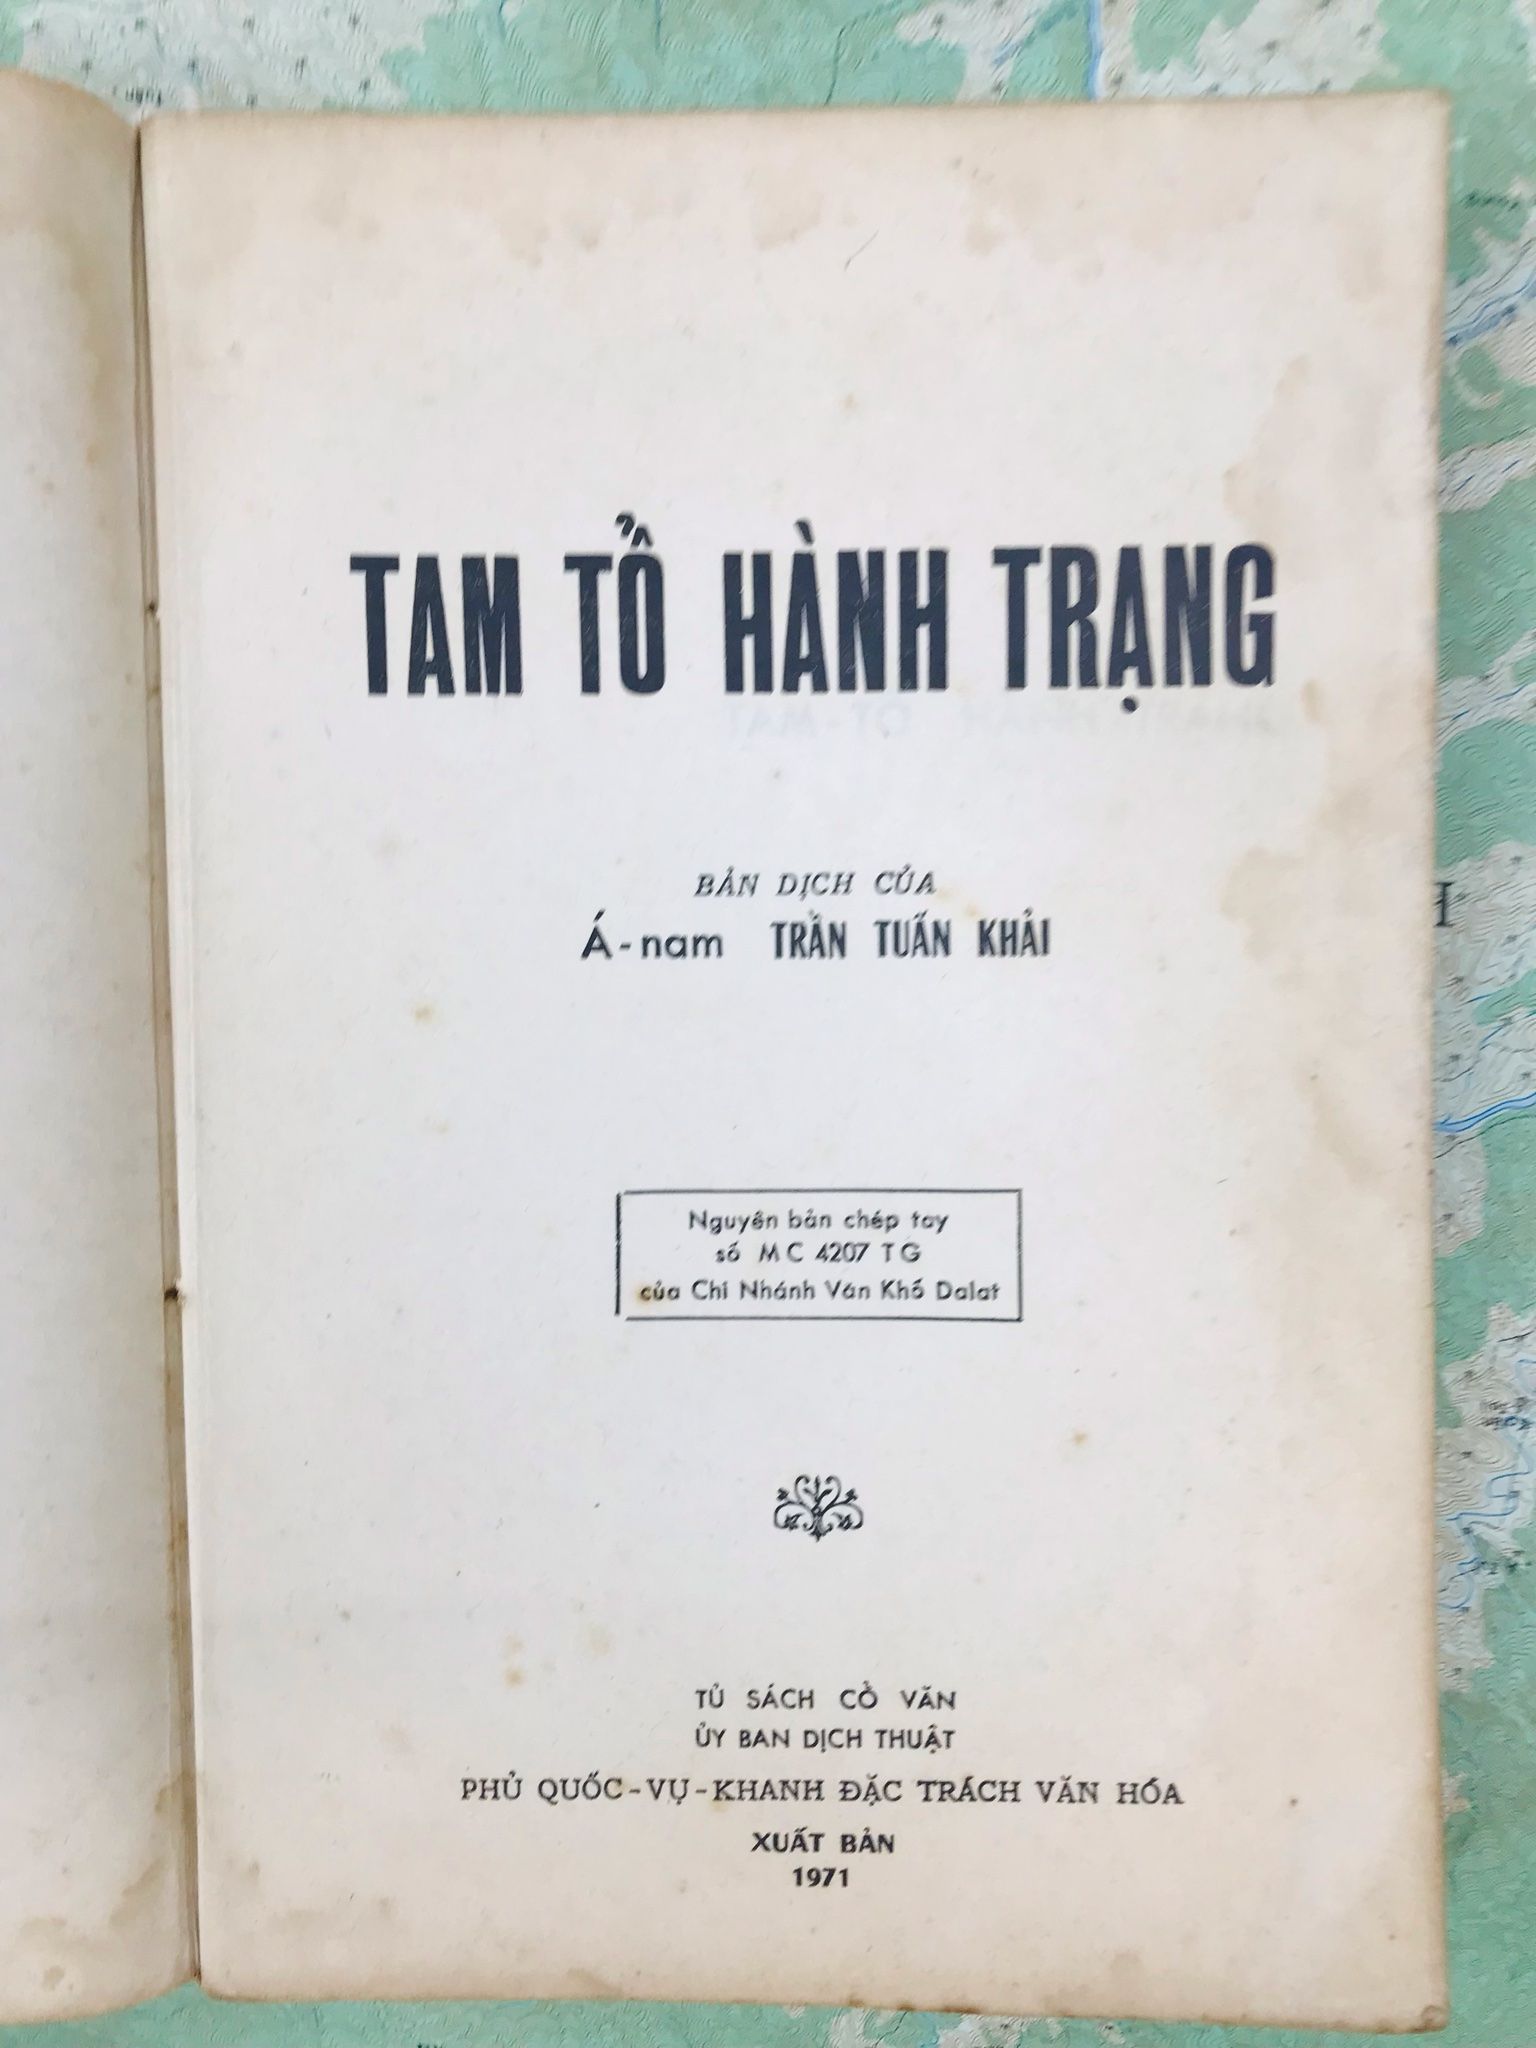 TAM TỔ HÀNH TRẠNG
BẢN DỊCH CỦA
Á-nam TRẦN TUẤN KHẢI
Nguyên bản chép tay
số MC 4207 TG
của Chi Nhánh Văn Khố Dalat
TỦ SÁCH CỔ VĂN
ỦY BAN DỊCH THUẬT
PHỦ QUỐC-VỤ-KHANH ĐẶC TRÁCH VĂN HÓA
XUẤT BẢN
1971